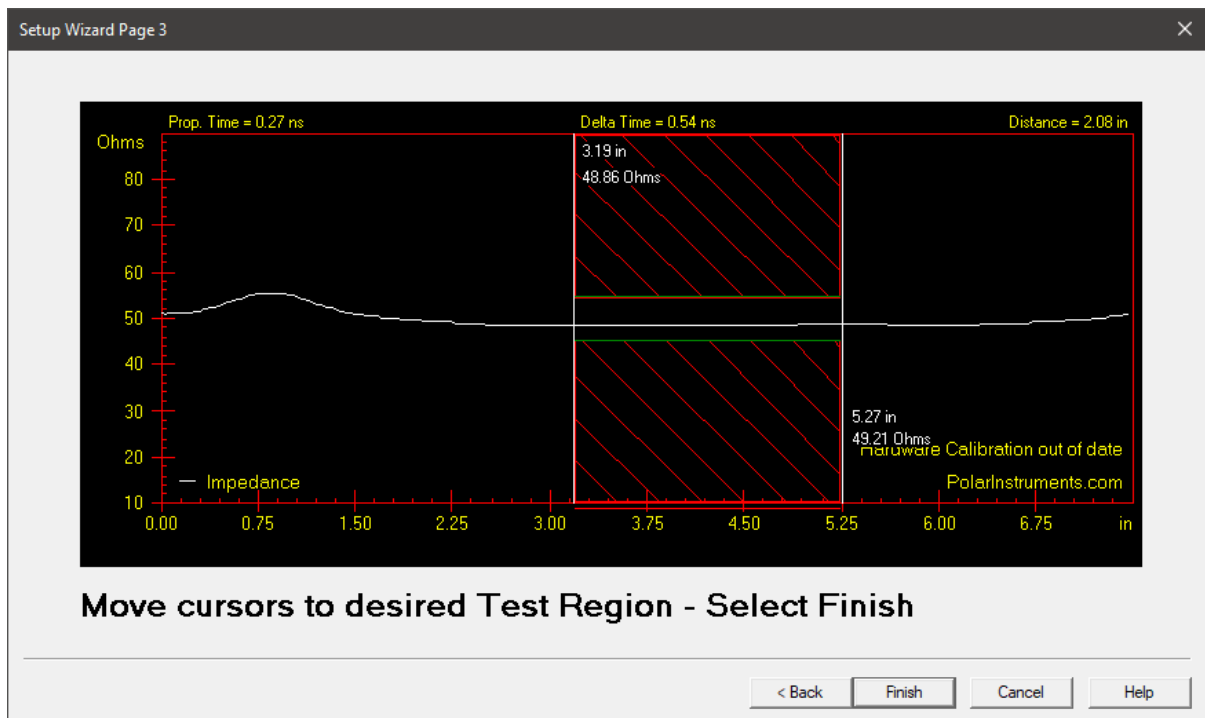 Setup Wizard Page 3
Prop. Time = 0.27 ns
Delta Time = 0.54 ns
Distance = 2.08 in
Ohms
3.19 in
48.86 Ohms
80
70
60
50
40
30
20
10
5.27 in
49.21 Ohms
Hardware Calibration out of date
Impedance
PolarInstruments.com
0.00 0.75 1.50 2.25 3.00 3.75 4.50 5.25 6.00 6.75 in
Move cursors to desired Test Region - Select Finish
< Back Finish Cancel Help